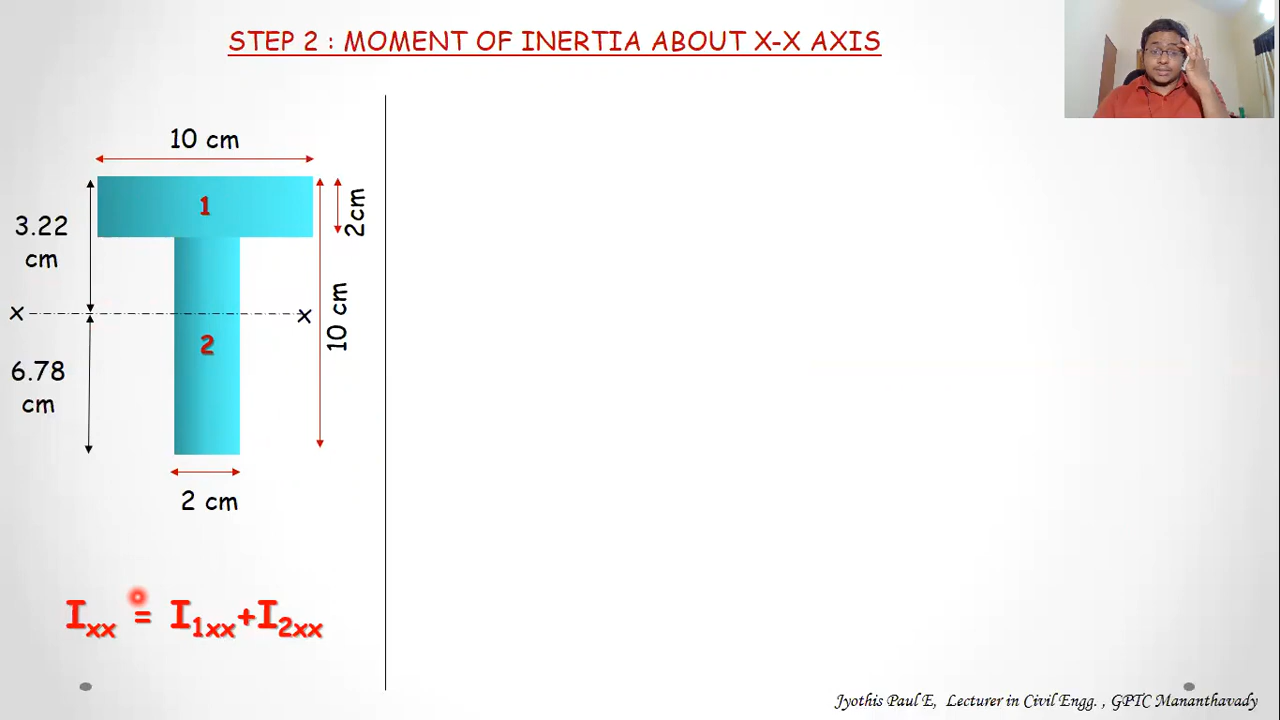 STEP 2 : MOMENT OF INERTIA ABOUT X-X AXIS
10 cm
1
2cm
3.22
cm
10 cm
x
x
2
6.78
cm
2 cm
Ixx = I1xx+I2xx
Jyothis Paul E, Lecturer in Civil Engg. , GPTC Mananthavady